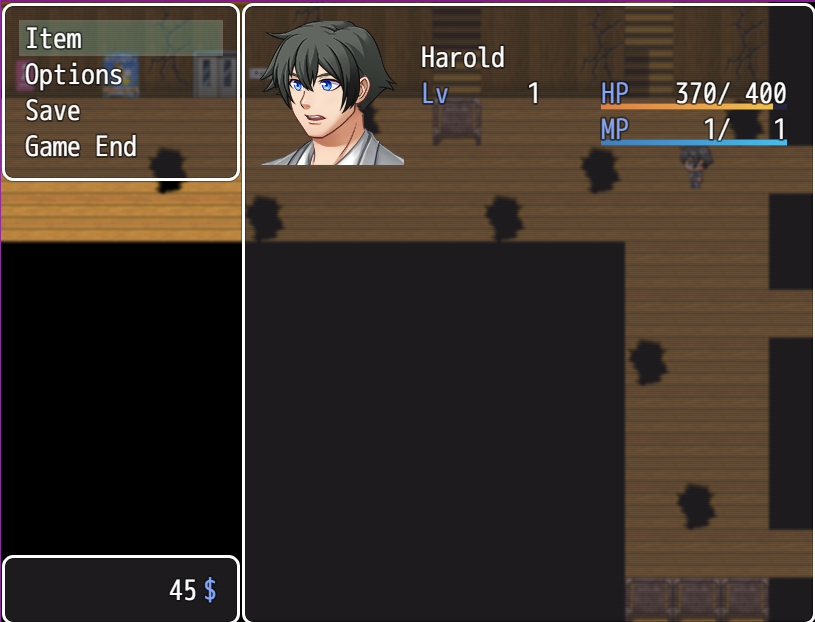 Item
Options
Save
Game End
Harold
Lv 1
HP 370/ 400
MP 1/ 1
45 $